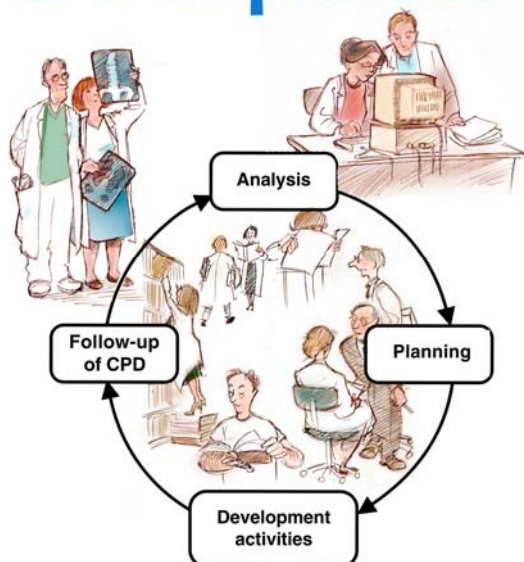 Analysis
Planning
Development
activities
Follow-up
of CPD